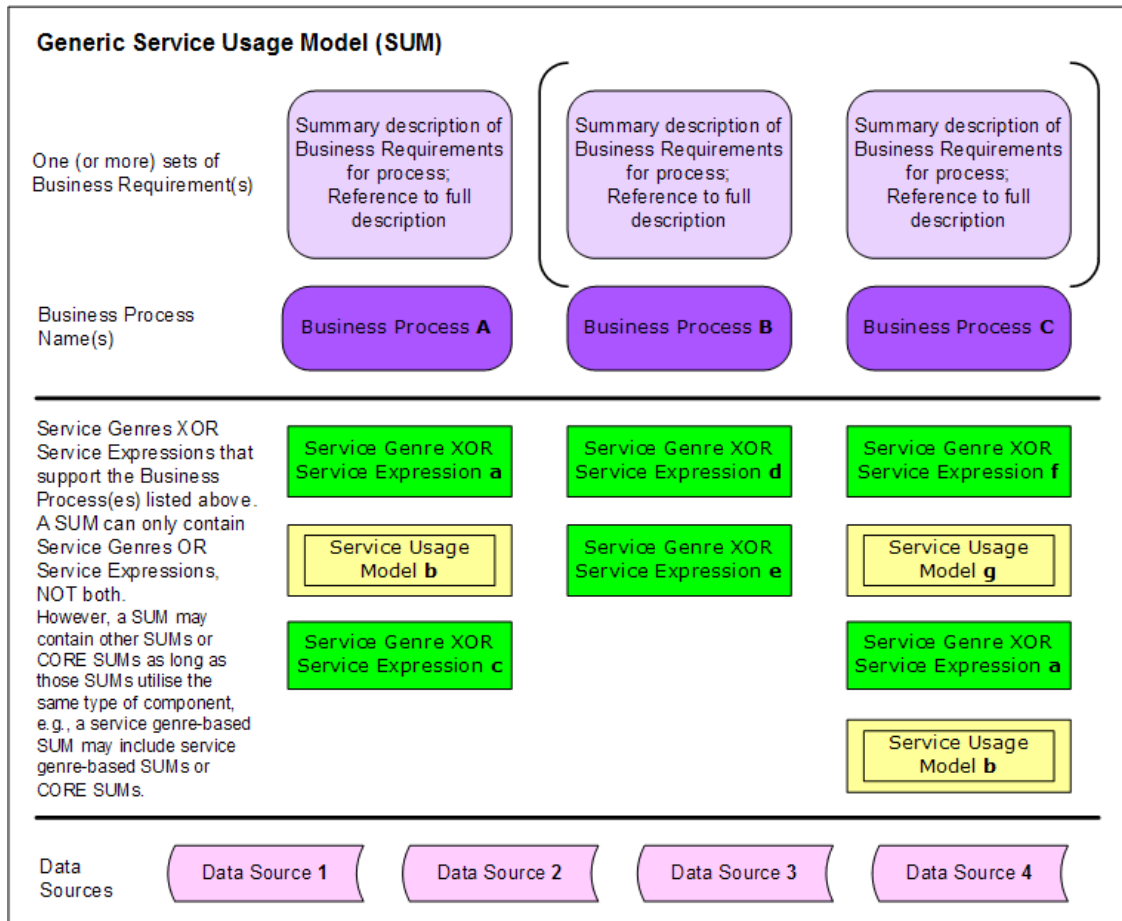 Generic Service Usage Model (SUM)
One (or more) sets of
Business Requirement(s)
Summary description of
Business Requirements
for process;
Reference to full
description
Summary description of
Business Requirements
for process;
Reference to full
description
Summary description of
Business Requirements
for process;
Reference to full
description
Business Process
Name(s)
Business Process A
Business Process B
Business Process C
Service Genres XOR
Service Expressions that
support the Business
Process(es) listed above.
A SUM can only contain
Service Genres OR
Service Expressions,
NOT both.
However, a SUM may
contain other SUMs or
CORE SUMs as long as
those SUMs utilise the
same type of component,
e.g., a service genre-based
SUM may include service
genre-based SUMs or
CORE SUMs.
Service Genre XOR
Service Expression a
Service Usage
Model b
Service Genre XOR
Service Expression c
Service Genre XOR
Service Expression d
Service Genre XOR
Service Expression e
Service Genre XOR
Service Expression f
Service Usage
Model g
Service Genre XOR
Service Expression a
Service Usage
Model b
Data
Sources
Data Source 1
Data Source 2
Data Source 3
Data Source 4